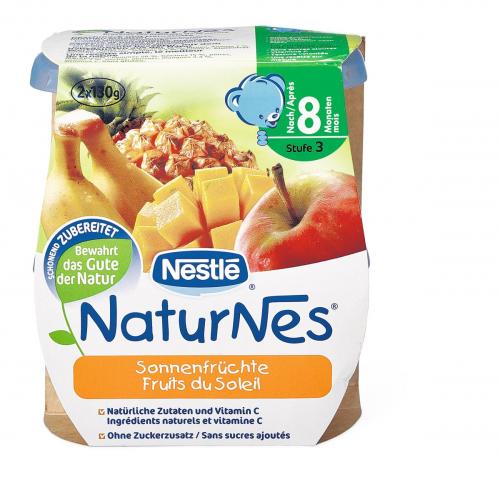 NaturNes
2x130g
Nach/Après
8
Monaten
mois
Stufe 3
SCHONEND ZUBEREITET
Bewahrt
das Gute
der Natur
Nestlé
®
NaturNes®
Sonnenfrüchte
Fruits du Soleil
Natürliche Zutaten und Vitamin C
Ingrédients naturels et vitamine C
Ohne Zuckerzusatz / Sans sucres ajoutés